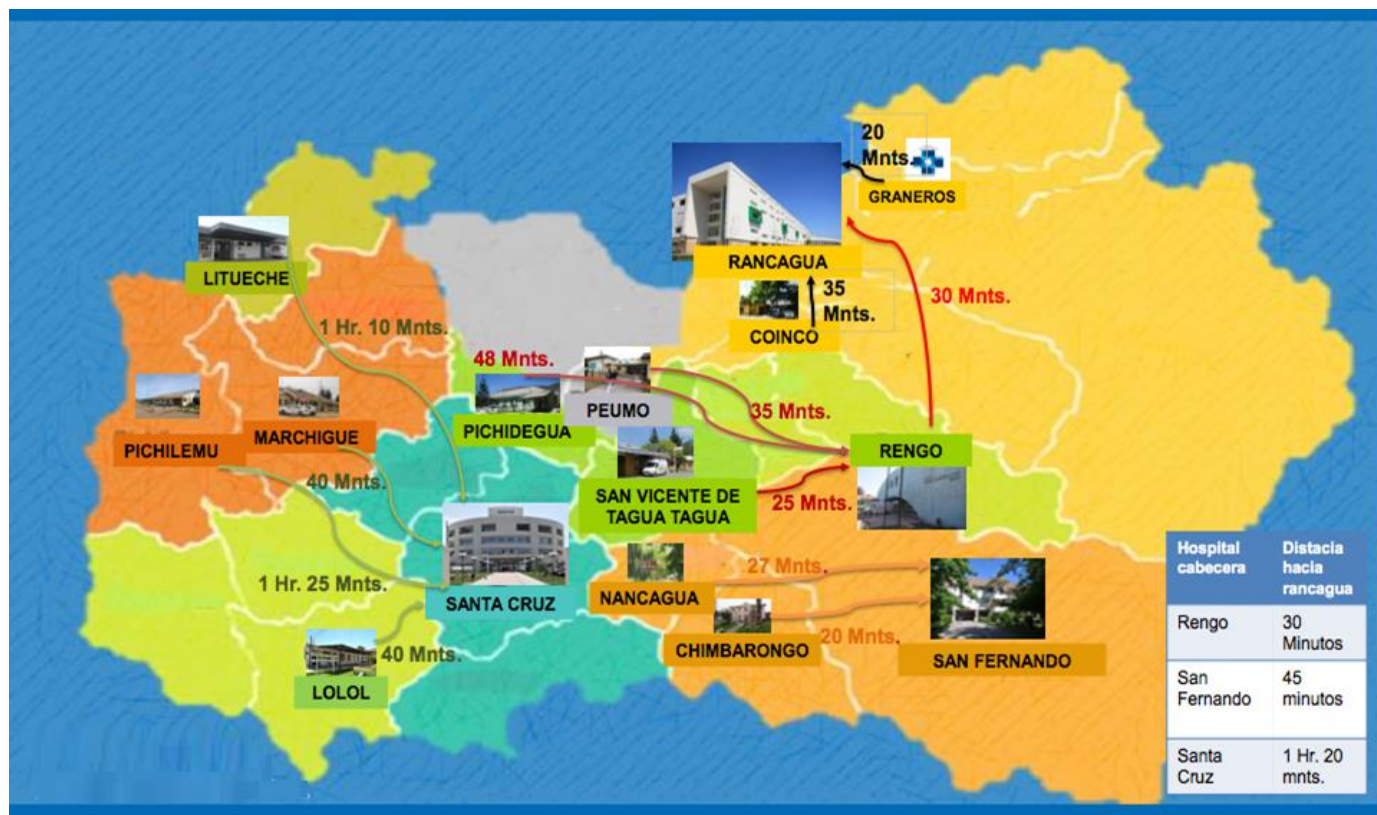 20
Mnts.
GRANEROS
RANCAGUA
LITUECHE
35
Mnts.
30 Mnts.
1 Hr. 10 Mnts.
COINCO
48 Mnts.
PEUMO
35 Mnts.
PICHIDEGUA
MARCHIGUE
PICHILEMU
RENGO
40 Mnts.
SAN VICENTE DE
TAGUA TAGUA
25 Mnts.
1 Hr. 25 Mnts.
SANTA CRUZ
NANCAGUA
27 Mnts.
CHIMBARONGO
20 Mnts.
SAN FERNANDO
40 Mnts.
LOLOL
Hospital
cabecera
Distacia
hacia
rancagua
Rengo
30
Minutos
San
Fernando
45
minutos
Santa
Cruz
1 Hr. 20
mnts.